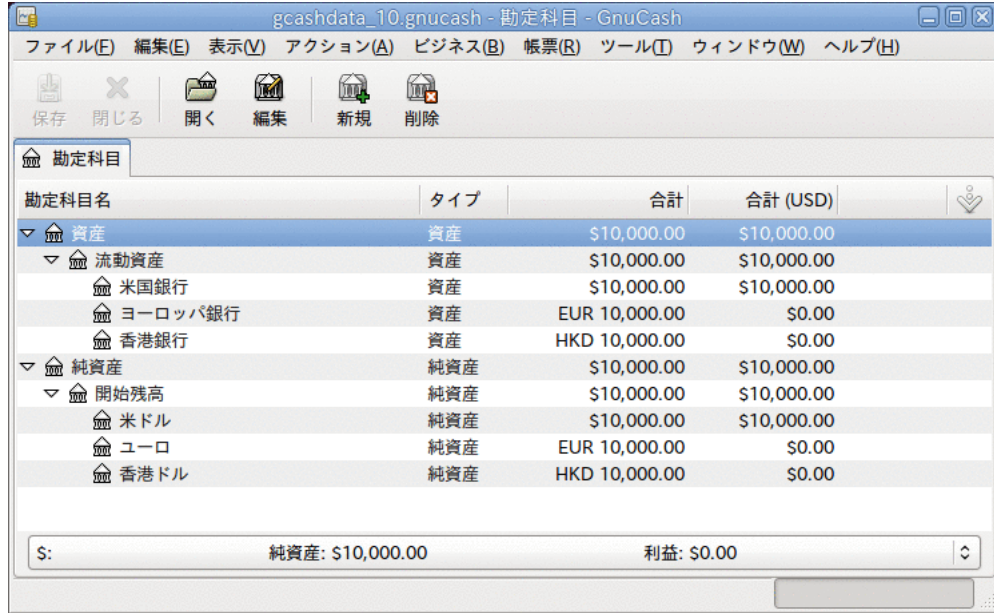 gcashdata_10.gnucash - 勘定科目 - GnuCash
ファイル(F) 編集(E) 表示(V) アクション(A) ビジネス(B) 帳票(R) ツール(T) ウィンドウ(W) ヘルプ(H)
保存 閉じる 開く 編集 新規 削除
勘定科目
勘定科目名 タイプ 合計 合計 (USD)
資産 資産 $10,000.00 $10,000.00
流動資産 資産 $10,000.00 $10,000.00
米国銀行 資産 $10,000.00 $10,000.00
ヨーロッパ銀行 資産 EUR 10,000.00 $0.00
香港銀行 資産 HKD 10,000.00 $0.00
純資産 純資産 $10,000.00 $10,000.00
開始残高 純資産 $10,000.00 $10,000.00
米ドル 純資産 $10,000.00 $10,000.00
ユーロ 純資産 EUR 10,000.00 $0.00
香港ドル 純資産 HKD 10,000.00 $0.00
$: 純資産: $10,000.00 利益: $0.00